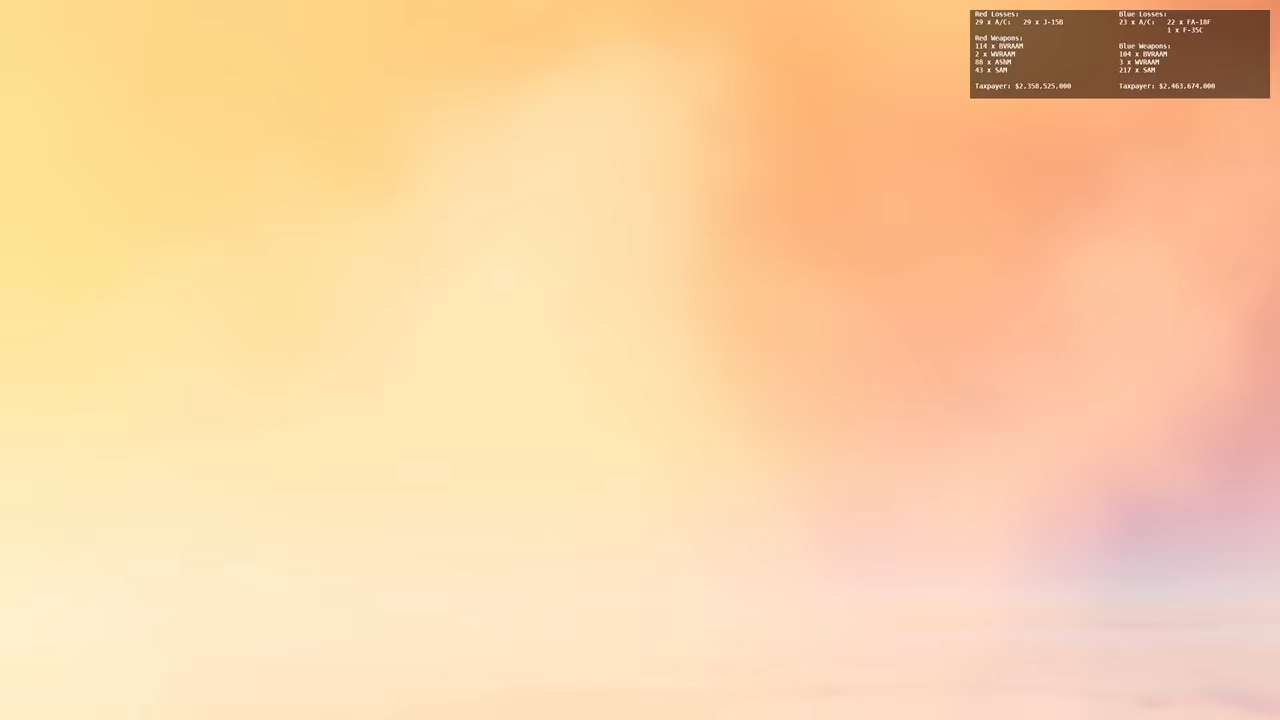 Red Losses:
29 x A/C: 29 x J-15B
Red Weapons:
114 x BVRAAM
2 x WVRAAM
88 x AShM
43 x SAM
Taxpayer: $2,358,525,000
Blue Losses:
23 x A/C: 22 x FA-18F
1 x F-35C
Blue Weapons:
104 x BVRAAM
3 x WVRAAM
217 x SAM
Taxpayer: $2,463,674,000